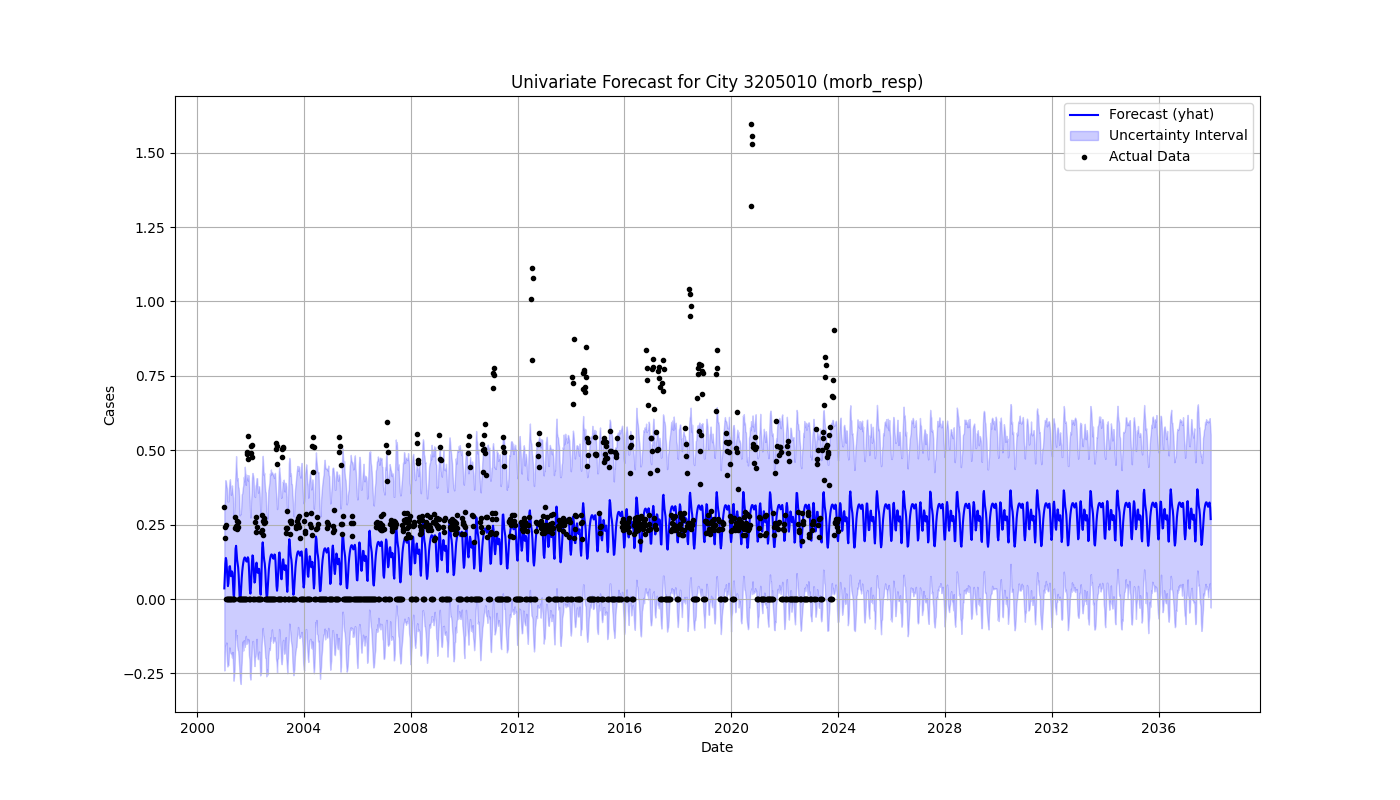 Univariate Forecast for City 3205010 (morb_resp)
Forecast (yhat)
Uncertainty Interval
Actual Data
Cases
1.50
1.25
1.00
0.75
0.50
0.25
0.00
−0.25
2000 2004 2008 2012 2016 2020 2024 2028 2032 2036
Date